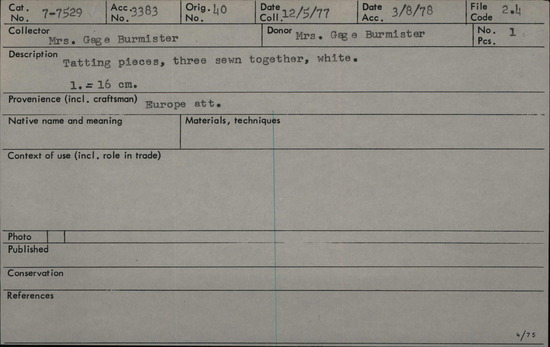 Cat. No. 7-7529 Acc. No. 3383 Orig. No. 40 Date Coll. 12/5/77 Date Acc. 3/8/78 File Code 2.4
Collector Mrs. Gage Burmister Donor Mrs. Gage Burmister No. Pcs. 1
Description Tatting pieces, three sewn together, white.
l. = 16 cm.
Provenience (incl. craftsman) Europe att.
Native name and meaning Materials, techniques
Context of use (incl. role in trade)
Photo
Published
Conservation
References
4/75